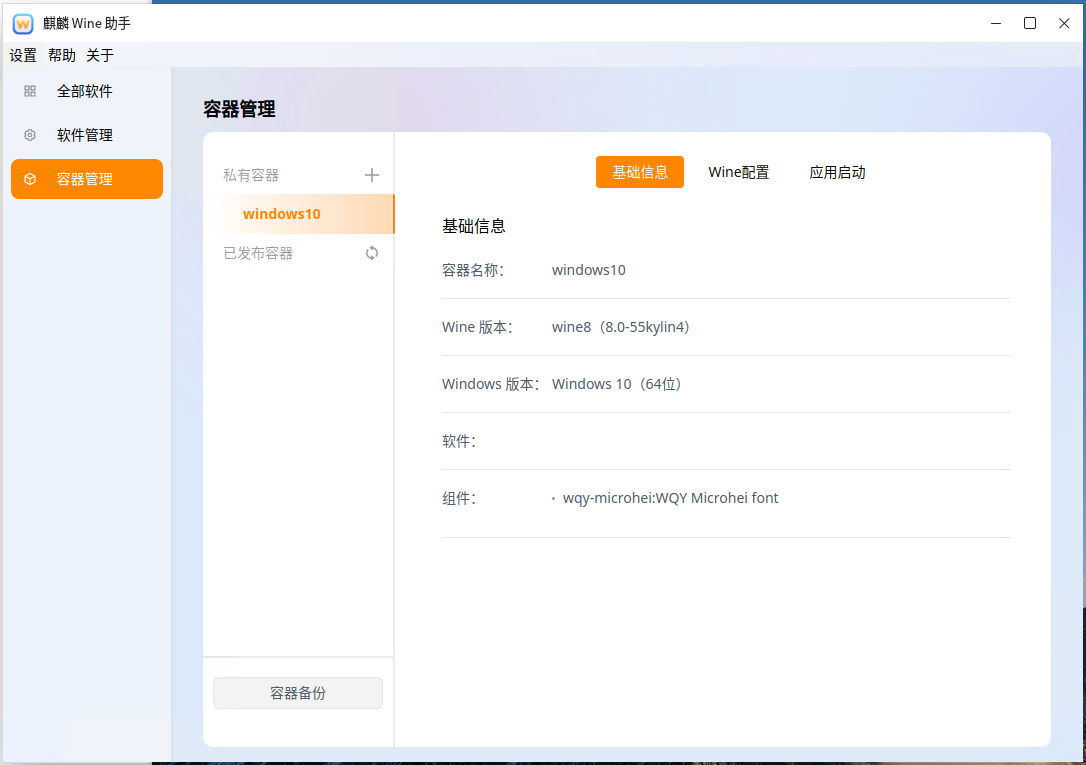 麒麟 Wine 助手
设置 帮助 关于
全部软件
软件管理
容器管理
容器管理
私有容器
windows10
已发布容器
容器备份
基础信息 Wine配置 应用启动
基础信息
容器名称： windows10
Wine 版本： wine8（8.0-55kylin4）
Windows 版本： Windows 10（64位）
软件：
组件： • wqy-microhei:WQY Microhei font